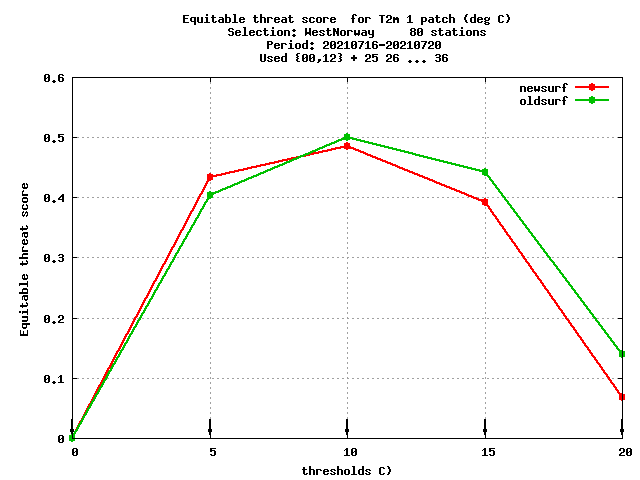 Equitable threat score for T2m 1 patch (deg C)
Selection: WestNorway 80 stations
Period: 20210716-20210720
Used {00,12} + 25 26 ... 36
newsurf
oldsurf
Equitable threat score
0.6
0.5
0.4
0.3
0.2
0.1
0
0 5 10 15 20
thresholds C)